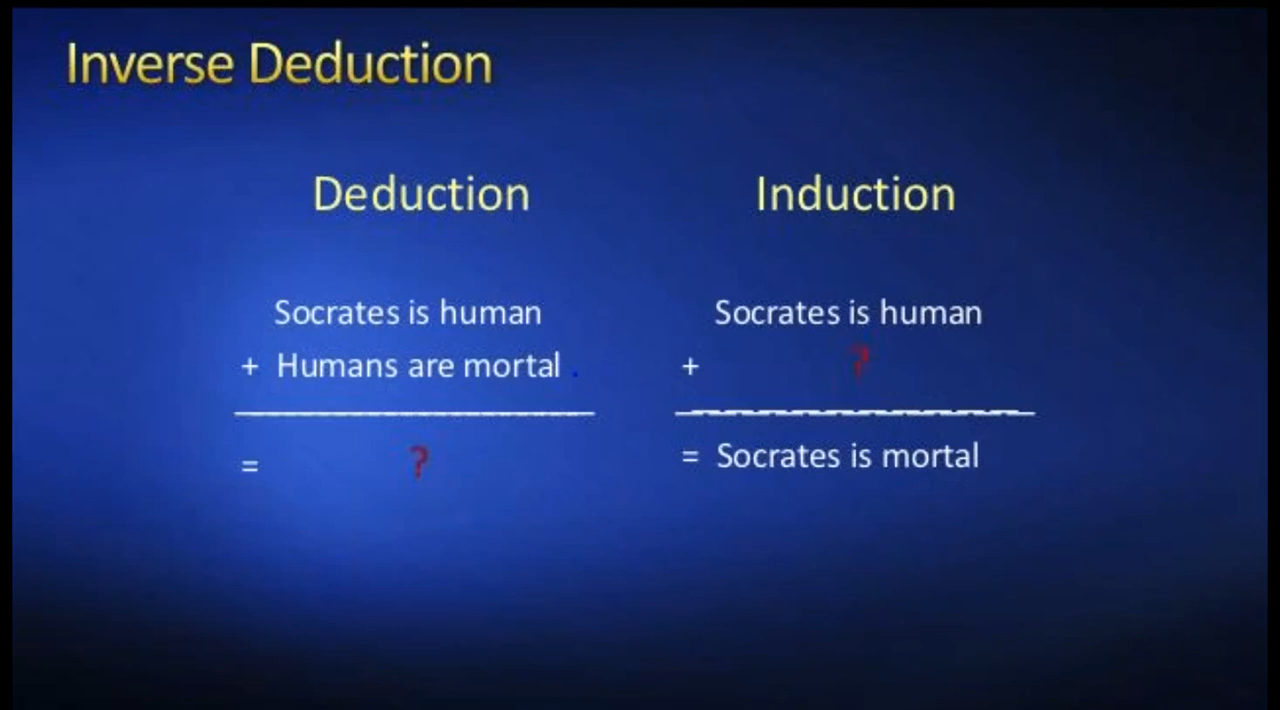 Inverse Deduction
Deduction
Socrates is human
+ Humans are mortal .
= ?
Induction
Socrates is human
+ ?
= Socrates is mortal